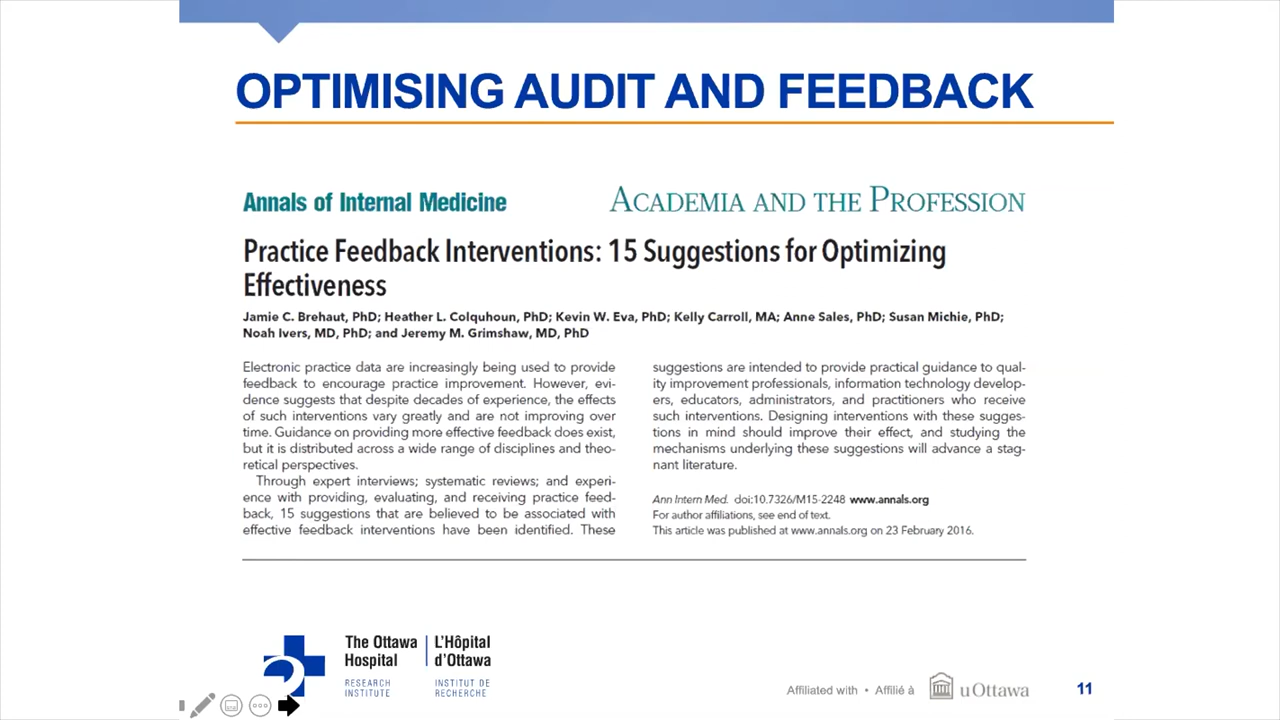 OPTIMISING AUDIT AND FEEDBACK
Annals of Internal Medicine
ACADEMIA AND THE PROFESSION
Practice Feedback Interventions: 15 Suggestions for Optimizing
Effectiveness
Jamie C. Brehaut, PhD; Heather L. Colquhoun, PhD; Kevin W. Eva, PhD; Kelly Carroll, MA; Anne Sales, PhD; Susan Michie, PhD;
Noah Ivers, MD, PhD; and Jeremy M. Grimshaw, MD, PhD
Electronic practice data are increasingly being used to provide
feedback to encourage practice improvement. However, evi-
dence suggests that despite decades of experience, the effects
of such interventions vary greatly and are not improving over
time. Guidance on providing more effective feedback does exist,
but it is distributed across a wide range of disciplines and theo-
retical perspectives.
Through expert interviews; systematic reviews; and experi-
ence with providing, evaluating, and receiving practice feed-
back, 15 suggestions that are believed to be associated with
effective feedback interventions have been identified. These
suggestions are intended to provide practical guidance to qual-
ity improvement professionals, information technology develop-
ers, educators, administrators, and practitioners who receive
such interventions. Designing interventions with these sugges-
tions in mind should improve their effect, and studying the
mechanisms underlying these suggestions will advance a stag-
nant literature.
Ann Intern Med. doi:10.7326/M15-2248 www.annals.org
For author affiliations, see end of text.
This article was published at www.annals.org on 23 February 2016.
The Ottawa
Hospital
RESEARCH
INSTITUTE
L'Hôpital
d'Ottawa
INSTITUT DE
RECHERCHE
Affiliated with • Affilié à
uOttawa
11